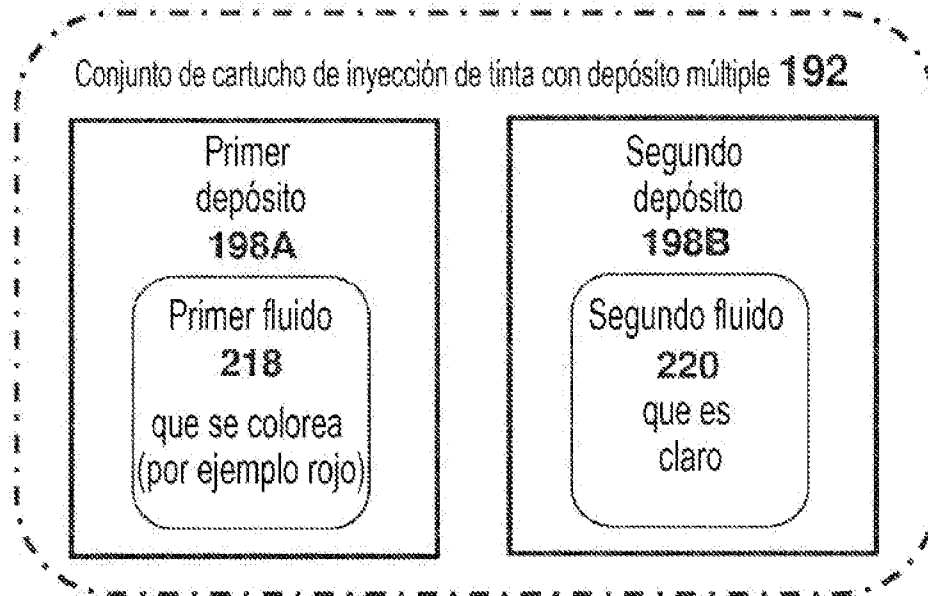 Conjunto de cartucho de inyección de tinta con depósito múltiple 192
Primer
depósito
198A
Primer fluido
218
que se colorea
(por ejemplo rojo)
Segundo
depósito
198B
Segundo fluido
220
que es
claro